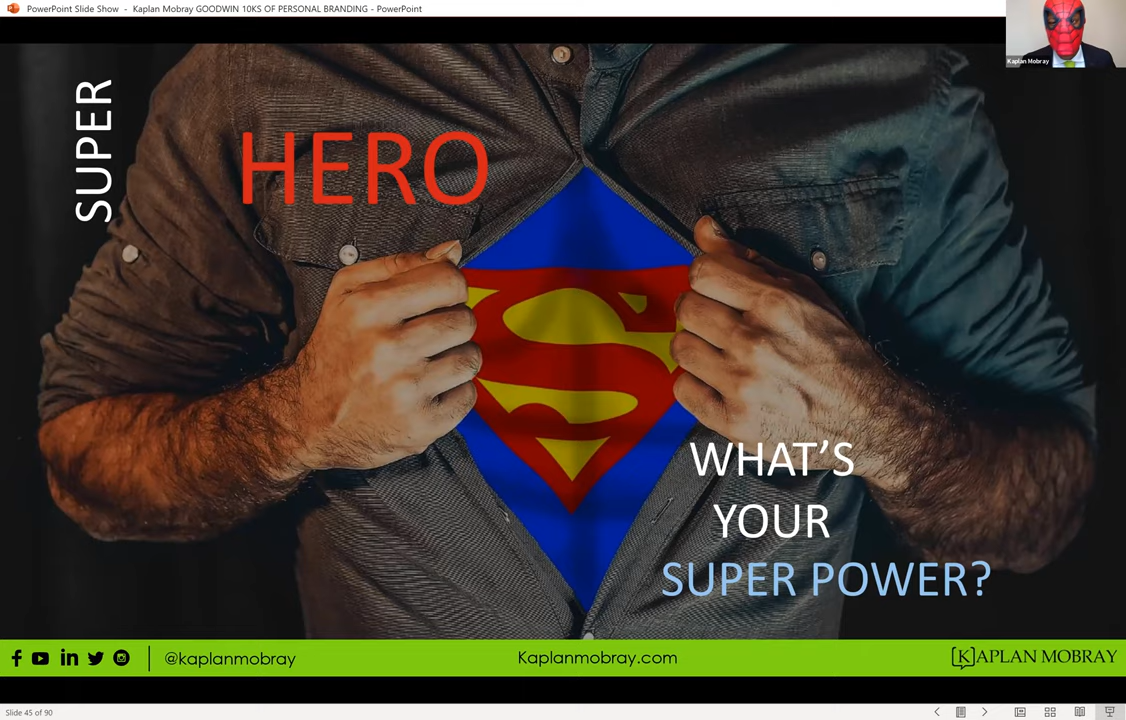 PowerPoint Slide Show - Kaplan Mobray GOODWIN 10KS OF PERSONAL BRANDING - PowerPoint
Kaplan Mobray
SUPER
HERO
WHAT'S
YOUR
SUPER POWER?
@kaplanmobray
Kaplanmobray.com
[K]APLAN MOBRAY
Slide 45 of 90